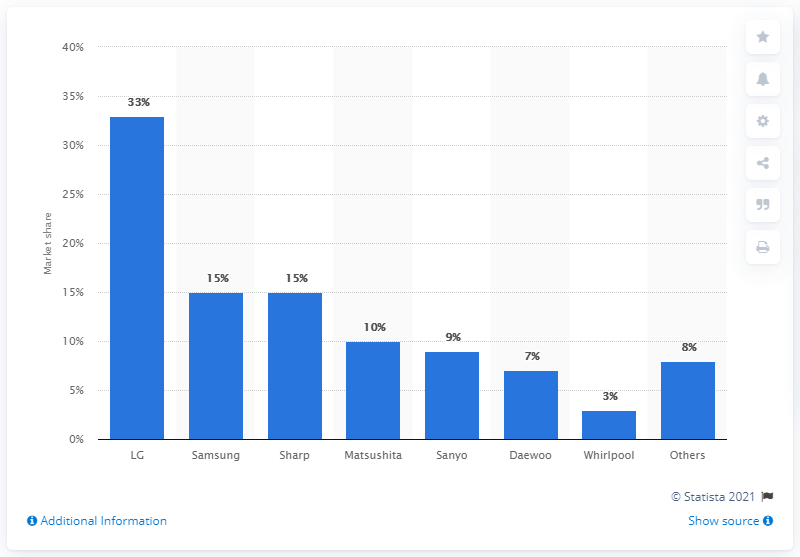 40%
35%
30%
25%
20%
15%
10%
5%
0%
Market share
33%
15%
15%
10%
9%
7%
3%
8%
LG
Samsung
Sharp
Matsushita
Sanyo
Daewoo
Whirlpool
Others
© Statista 2021
Additional Information
Show source